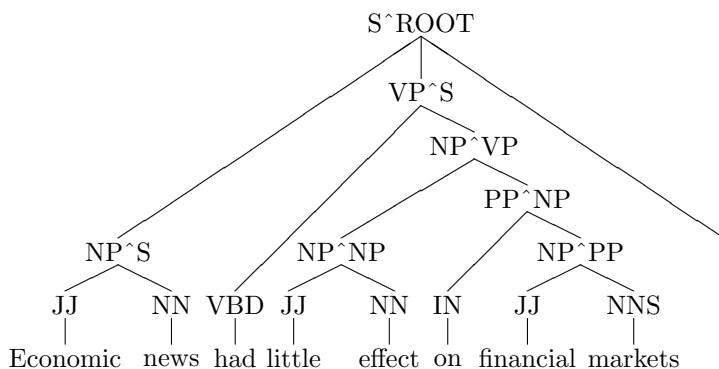 S^ROOT
VP^S
NP^VP
PP^NP
NP^S NP^NP NP^PP
JJ NN VBD JJ NN IN JJ NNS
Economic news had little effect on financial markets